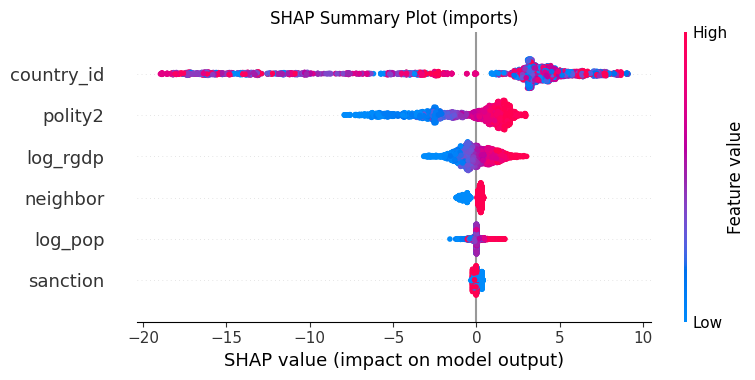 SHAP Summary Plot (imports)
High
country_id
polity2
log_rgdp
neighbor
log_pop
sanction
Feature value
Low
−20 −15 −10 −5 0 5 10
SHAP value (impact on model output)